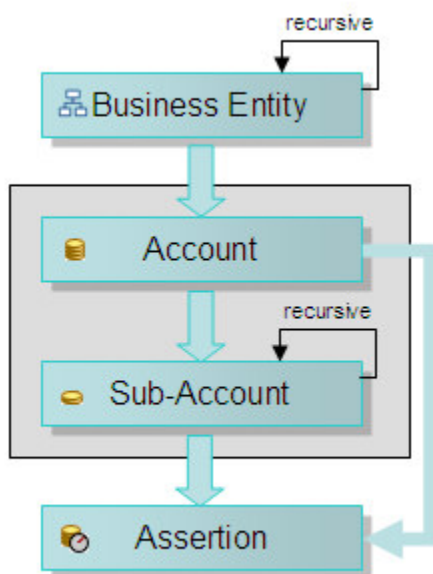 recursive
Business Entity
Account
recursive
Sub-Account
Assertion